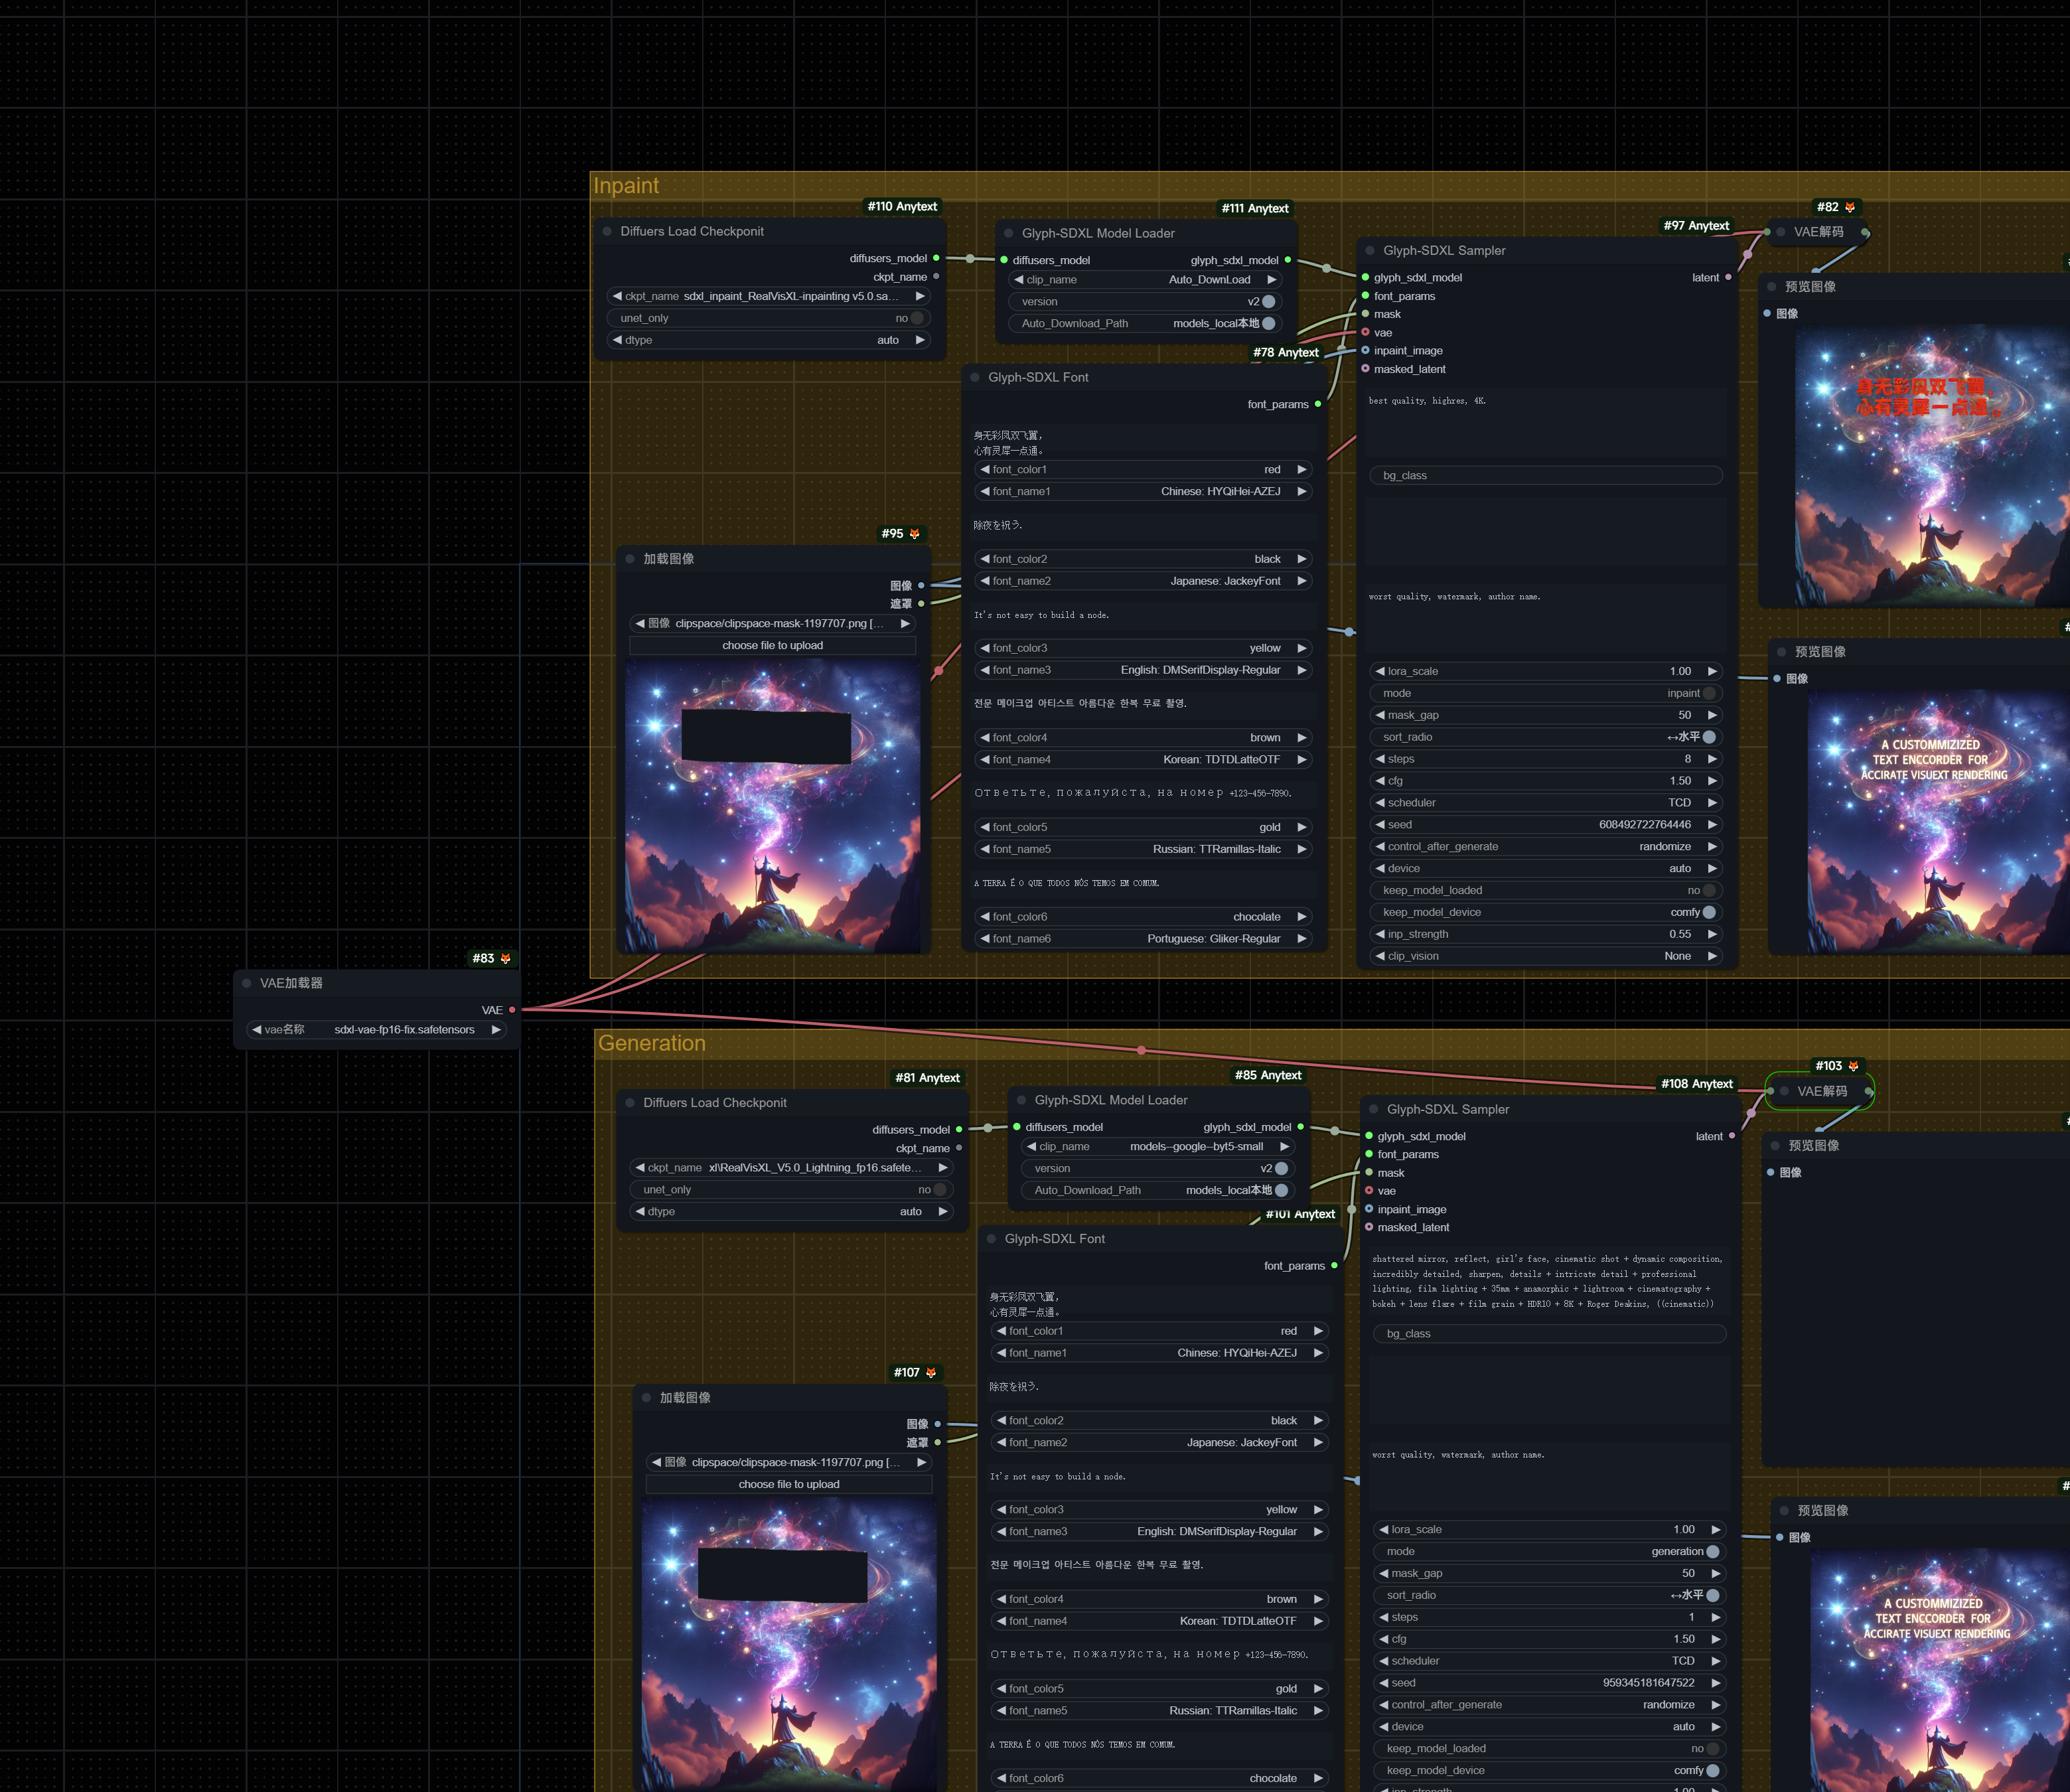 Inpaint
#110 Anytext
Diffuers Load Checkponit
diffusers_model
ckpt_name
ckpt_name sdxl_inpaint_RealVisXL-inpainting v5.0.sa...
unet_only no
dtype auto
#111 Anytext
Glyph-SDXL Model Loader
diffusers_model glyph_sdxl_model
clip_name Auto_DownLoad
version v2
Auto_Download_Path models_local本地
#78 Anytext
Glyph-SDXL Font
font_params
身无彩凤双飞翼,
心有灵犀一点通。
font_color1 red
font_name1 Chinese: HYQiHei-AZEJ
除夜を祝う.
font_color2 black
font_name2 Japanese: JackeyFont
It's not easy to build a node.
font_color3 yellow
font_name3 English: DMSerifDisplay-Regular
전문 메이크업 아티스트 아름다운 한복 무료 촬영.
font_color4 brown
font_name4 Korean: TDTDLatteOTF
Ответьте, пожалуйста, на номер +123-456-7890.
font_color5 gold
font_name5 Russian: TTRamillas-Italic
A TERRA É O QUE TODOS NÓS TEMOS EM COMUM.
font_color6 chocolate
font_name6 Portuguese: Gliker-Regular
#95
加载图像
图像
遮罩
图像 clipspace/clipspace-mask-1197707.png [...
choose file to upload
#97 Anytext
Glyph-SDXL Sampler
glyph_sdxl_model latent
font_params
mask
vae
inpaint_image
masked_latent
best quality, highres, 4K.
bg_class
worst quality, watermark, author name.
lora_scale 1.00
mode inpaint
mask_gap 50
sort_radio ↔水平
steps 8
cfg 1.50
scheduler TCD
seed 608492722764446
control_after_generate randomize
device auto
keep_model_loaded no
keep_model_device comfy
inp_strength 0.55
clip_vision None
#82
VAE解码
预览图像
图像
身无彩凤双飞翼,
心有灵犀一点通。
预览图像
图像
A CUSTOMMIZIZED
TEXT ENCCORDER FOR
ACCIRATE VISUEXT RENDERING
#83
VAE加载器
VAE
vae名称 sdxl-vae-fp16-fix.safetensors
Generation
#81 Anytext
Diffuers Load Checkponit
diffusers_model
ckpt_name
ckpt_name xl\RealVisXL_V5.0_Lightning_fp16.safete...
unet_only no
dtype auto
#85 Anytext
Glyph-SDXL Model Loader
diffusers_model glyph_sdxl_model
clip_name models--google--byt5-small
version v2
Auto_Download_Path models_local本地
#101 Anytext
Glyph-SDXL Font
font_params
身无彩凤双飞翼,
心有灵犀一点通。
font_color1 red
font_name1 Chinese: HYQiHei-AZEJ
除夜を祝う.
font_color2 black
font_name2 Japanese: JackeyFont
It's not easy to build a node.
font_color3 yellow
font_name3 English: DMSerifDisplay-Regular
전문 메이크업 아티스트 아름다운 한복 무료 촬영.
font_color4 brown
font_name4 Korean: TDTDLatteOTF
Ответьте, пожалуйста, на номер +123-456-7890.
font_color5 gold
font_name5 Russian: TTRamillas-Italic
A TERRA É O QUE TODOS NÓS TEMOS EM COMUM.
font_color6 chocolate
#107
加载图像
图像
遮罩
图像 clipspace/clipspace-mask-1197707.png [...
choose file to upload
#108 Anytext
Glyph-SDXL Sampler
glyph_sdxl_model latent
font_params
mask
vae
inpaint_image
masked_latent
shattered mirror, reflect, girl's face, cinematic shot + dynamic composition,
incredibly detailed, sharpen, details + intricate detail + professional
lighting, film lighting + 35mm + anamorphic + lightroom + cinematography +
bokeh + lens flare + film grain + HDR10 + 8K + Roger Deakins, ((cinematic))
bg_class
worst quality, watermark, author name.
lora_scale 1.00
mode generation
mask_gap 50
sort_radio ↔水平
steps 1
cfg 1.50
scheduler TCD
seed 959345181647522
control_after_generate randomize
device auto
keep_model_loaded no
keep_model_device comfy
inp_strength 1.00
#103
VAE解码
预览图像
图像
预览图像
图像
A CUSTOMMIZIZED
TEXT ENCCORDER FOR
ACCIRATE VISUEXT RENDERING